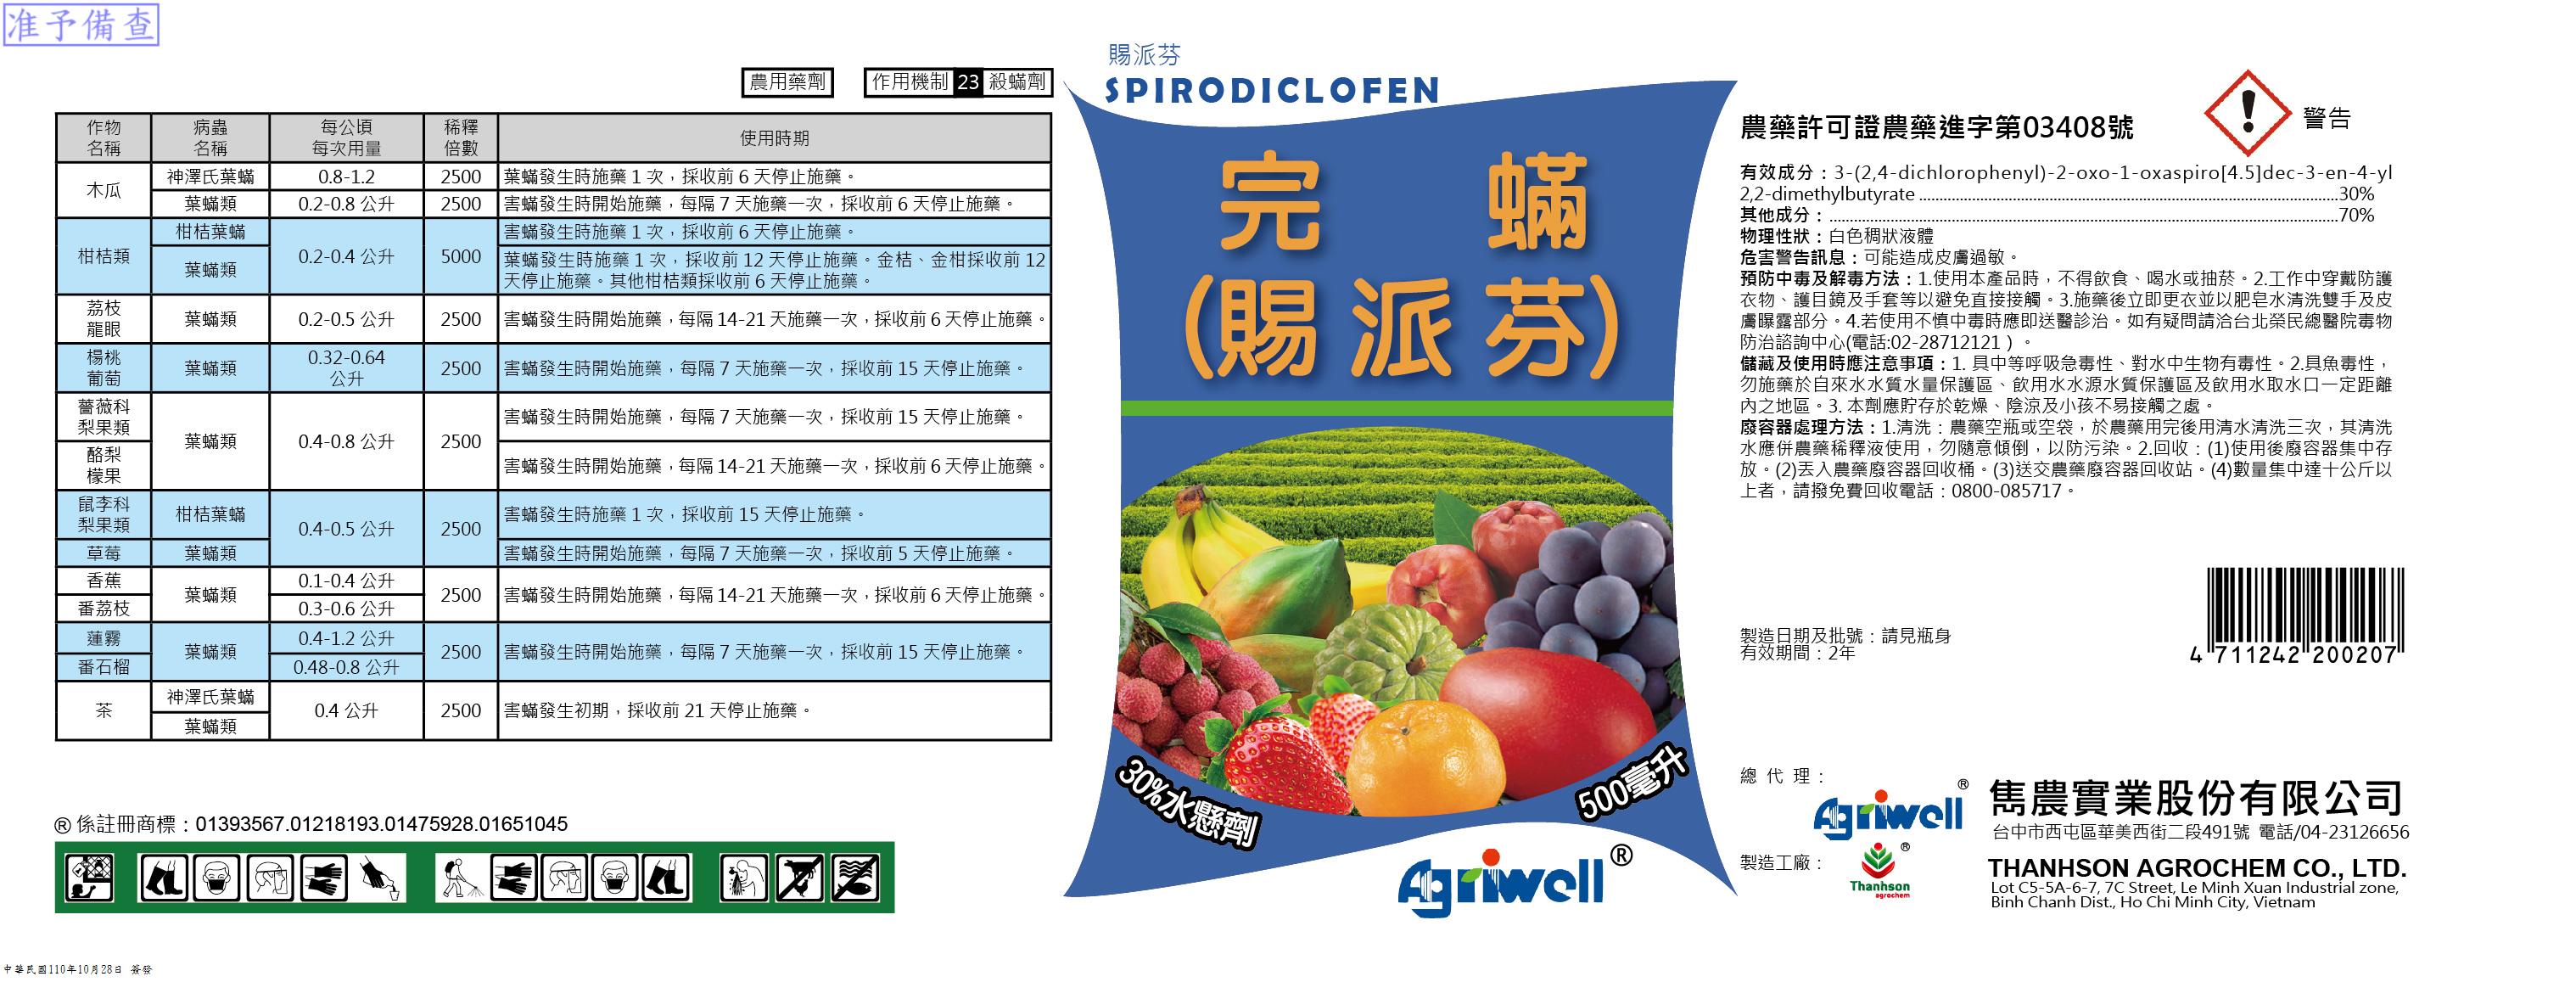 准予備查
農用藥劑
作用機制 23 殺蟎劑
作物名稱 病蟲名稱 每公頃每次用量 稀釋倍數 使用時期
木瓜 神澤氏葉蟎 0.8-1.2 2500 葉蟎發生時施藥 1 次，採收前 6 天停止施藥。
葉蟎類 0.2-0.8 公升 2500 害蟎發生時開始施藥，每隔 7 天施藥一次，採收前 6 天停止施藥。
柑桔類 柑桔葉蟎 0.2-0.4 公升 5000 害蟎發生時施藥 1 次，採收前 6 天停止施藥。
葉蟎類 葉蟎發生時施藥 1 次，採收前 12 天停止施藥。金桔、金柑採收前 12
天停止施藥。其他柑桔類採收前 6 天停止施藥。
荔枝
龍眼 葉蟎類 0.2-0.5 公升 2500 害蟎發生時開始施藥，每隔 14-21 天施藥一次，採收前 6 天停止施藥。
楊桃
葡萄 葉蟎類 0.32-0.64 公升 2500 害蟎發生時開始施藥，每隔 7 天施藥一次，採收前 15 天停止施藥。
薔薇科
梨果類 葉蟎類 0.4-0.8 公升 2500 害蟎發生時開始施藥，每隔 7 天施藥一次，採收前 15 天停止施藥。
酪梨
檬果 害蟎發生時開始施藥，每隔 14-21 天施藥一次，採收前 6 天停止施藥。
鼠李科
梨果類 柑桔葉蟎 0.4-0.5 公升 2500 害蟎發生時施藥 1 次，採收前 15 天停止施藥。
草莓 葉蟎類 害蟎發生時開始施藥，每隔 7 天施藥一次，採收前 5 天停止施藥。
香蕉 葉蟎類 0.1-0.4 公升 2500 害蟎發生時開始施藥，每隔 14-21 天施藥一次，採收前 6 天停止施藥。
番荔枝 0.3-0.6 公升
蓮霧 葉蟎類 0.4-1.2 公升 2500 害蟎發生時開始施藥，每隔 7 天施藥一次，採收前 15 天停止施藥。
番石榴 0.48-0.8 公升
茶 神澤氏葉蟎 0.4 公升 2500 害蟎發生初期，採收前 21 天停止施藥。
葉蟎類
® 係註冊商標：01393567.01218193.01475928.01651045
中華民國110年10月28日 簽發
賜派芬
SPIRODICLOFEN
完 蟎
(賜派芬)
30%水懸劑
500毫升
Agriwell ®
農藥許可證農藥進字第03408號
警告
有效成分：3-(2,4-dichlorophenyl)-2-oxo-1-oxaspiro[4.5]dec-3-en-4-yl
2,2-dimethylbutyrate ........30%
其他成分：........70%
物理性狀：白色稠狀液體
危害警告訊息：可能造成皮膚過敏。
預防中毒及解毒方法：1.使用本產品時，不得飲食、喝水或抽菸。2.工作中穿戴防護
衣物、護目鏡及手套等以避免直接接觸。3.施藥後立即更衣並以肥皂水清洗雙手及皮
膚曝露部分。4.若使用不慎中毒時應即送醫診治。如有疑問請洽台北榮民總醫院毒物
防治諮詢中心(電話:02-28712121 ) 。
儲藏及使用時應注意事項：1. 具中等呼吸急毒性、對水中生物有毒性。2.具魚毒性，
勿施藥於自來水水質水量保護區、飲用水水源水質保護區及飲用水取水口一定距離
內之地區。3. 本劑應貯存於乾燥、陰涼及小孩不易接觸之處。
廢容器處理方法：1.清洗：農藥空瓶或空袋，於農藥用完後用清水清洗三次，其清洗
水應併農藥稀釋液使用，勿隨意傾倒，以防污染。2.回收：(1)使用後廢容器集中存
放。(2)丟入農藥廢容器回收桶。(3)送交農藥廢容器回收站。(4)數量集中達十公斤以
上者，請撥免費回收電話：0800-085717。
製造日期及批號：請見瓶身
有效期間：2年
4 711242 200207
總代理：
Agriwell ®
雋農實業股份有限公司
台中市西屯區華美西街二段491號 電話/04-23126656
製造工廠：
Thanhson
agrochem
®
THANHSON AGROCHEM CO., LTD.
Lot C5-5A-6-7, 7C Street, Le Minh Xuan Industrial zone,
Binh Chanh Dist., Ho Chi Minh City, Vietnam